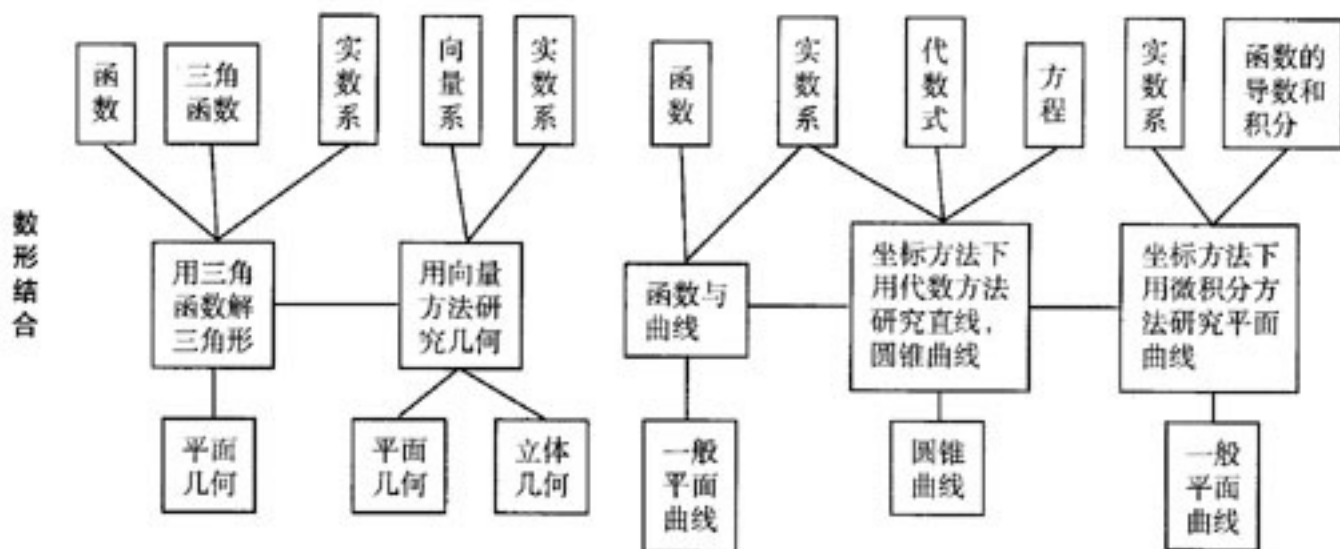 函数
三角
函数
实数系
向量系
实数系
函数
实数系
代数式
方程
实数系
函数的
导数和
积分
数形结合
用三角
函数解
三角形
用向量
方法研
究几何
函数与
曲线
坐标方法下
用代数方法
研究直线，
圆锥曲线
坐标方法下
用微积分方
法研究平面
曲线
平面
几何
平面
几何
立体
几何
一般
平面
曲线
圆锥
曲线
一般
平面
曲线